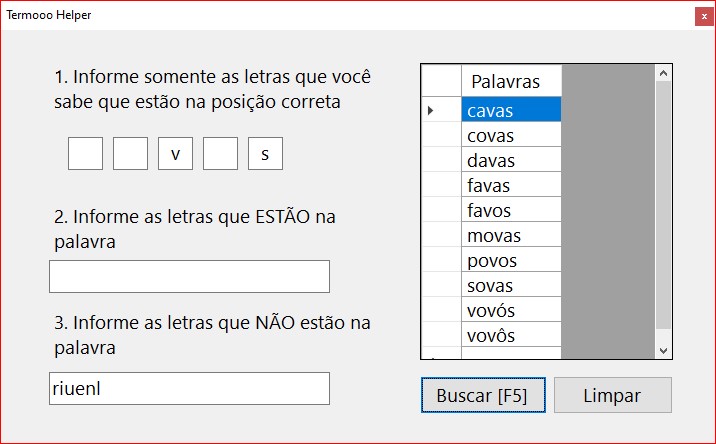 Termooo Helper
x
1. Informe somente as letras que você
sabe que estão na posição correta
v s
2. Informe as letras que ESTÃO na
palavra
3. Informe as letras que NÃO estão na
palavra
riuenl
Palavras
cavas
covas
davas
favas
favos
movas
povos
sovas
vovós
vovôs
Buscar [F5]
Limpar